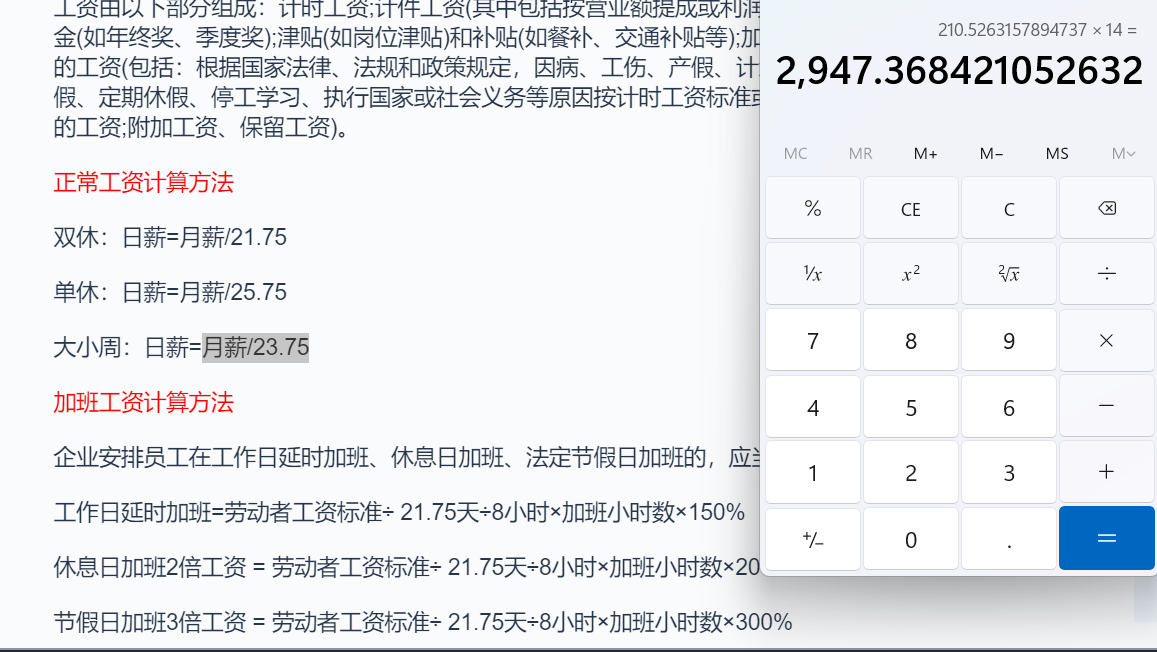 工资由以下部分组成：计时工资;计件工资(其中包括按营业额提成或利润
金(如年终奖、季度奖);津贴(如岗位津贴)和补贴(如餐补、交通补贴等);加
的工资(包括：根据国家法律、法规和政策规定，因病、工伤、产假、计
假、定期休假、停工学习、执行国家或社会义务等原因按计时工资标准或
的工资;附加工资、保留工资)。
正常工资计算方法
双休：日薪=月薪/21.75
单休：日薪=月薪/25.75
大小周：日薪=月薪/23.75
加班工资计算方法
企业安排员工在工作日延时加班、休息日加班、法定节假日加班的，应当
工作日延时加班=劳动者工资标准÷ 21.75天÷8小时×加班小时数×150%
休息日加班2倍工资 = 劳动者工资标准÷ 21.75天÷8小时×加班小时数×20
节假日加班3倍工资 = 劳动者工资标准÷ 21.75天÷8小时×加班小时数×300%
210.5263157894737 × 14 =
2,947.368421052632
MC MR M+ M− MS M˅
% CE C ⌫
¹/x x² ²√x ÷
7 8 9 ×
4 5 6 −
1 2 3 +
+/− 0 . =